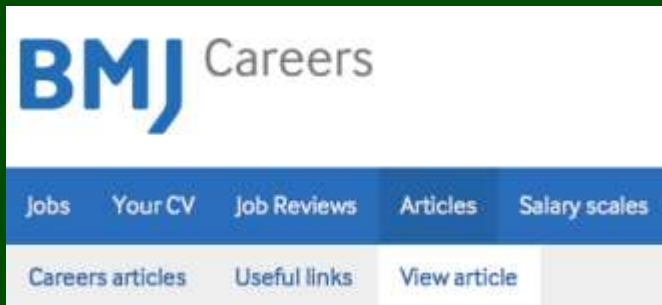 BMJ Careers
Jobs Your CV Job Reviews Articles Salary scales
Careers articles Useful links View article